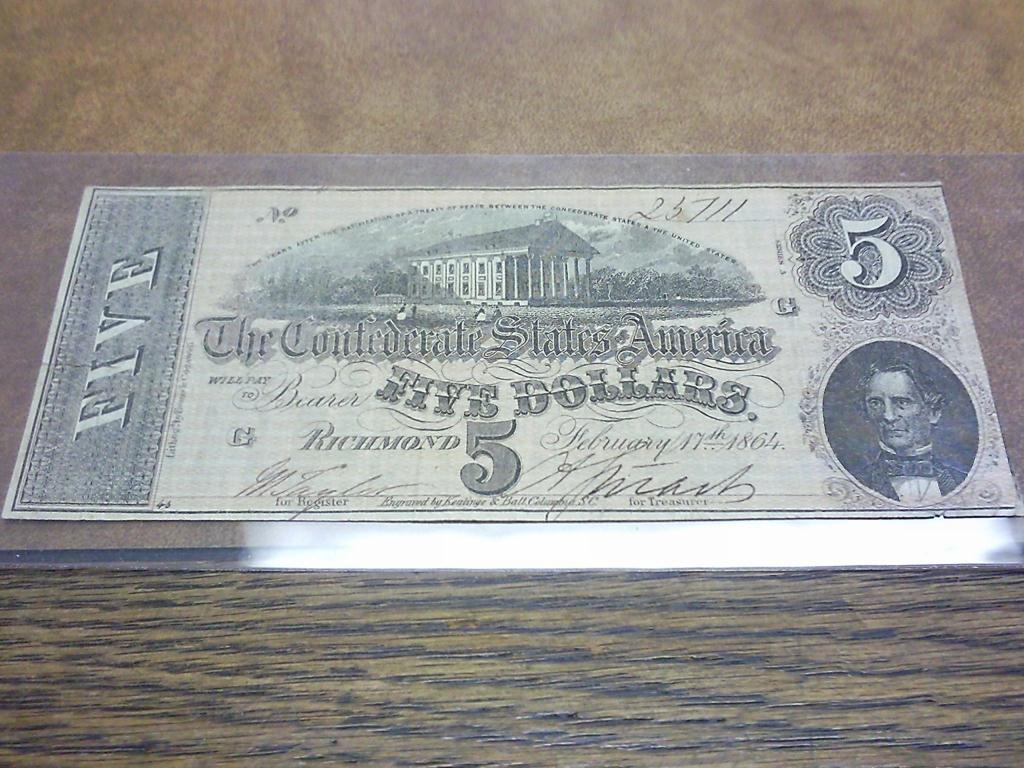 No 25711
YEARS AFTER THE RATIFICATION OF A TREATY OF PEACE BETWEEN THE CONFEDERATE STATES & THE UNITED STATES
5
FIVE
G
The Confederate States of America
WILL PAY TO Bearer FIVE DOLLARS.
G RICHMOND 5 February 17th 1864.
for Register Engraved by Keatinge & Ball Columbia S.C. for Treasurer